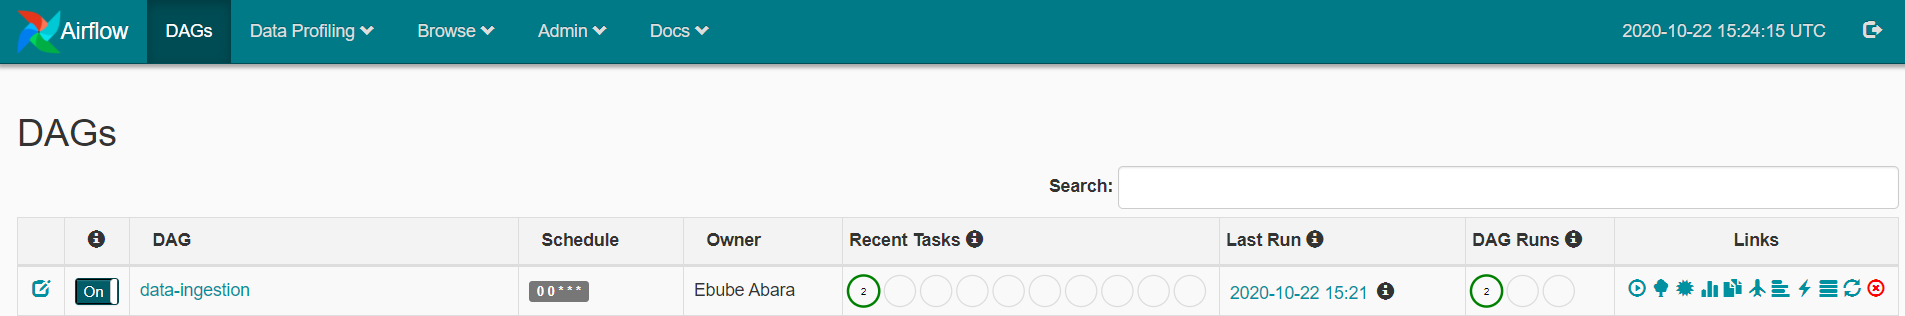 Airflow DAGs Data Profiling Browse Admin Docs 2020-10-22 15:24:15 UTC
DAGs
Search:
DAG Schedule Owner Recent Tasks Last Run DAG Runs Links
On data-ingestion 0 0 * * * Ebube Abara 2 2020-10-22 15:21 2